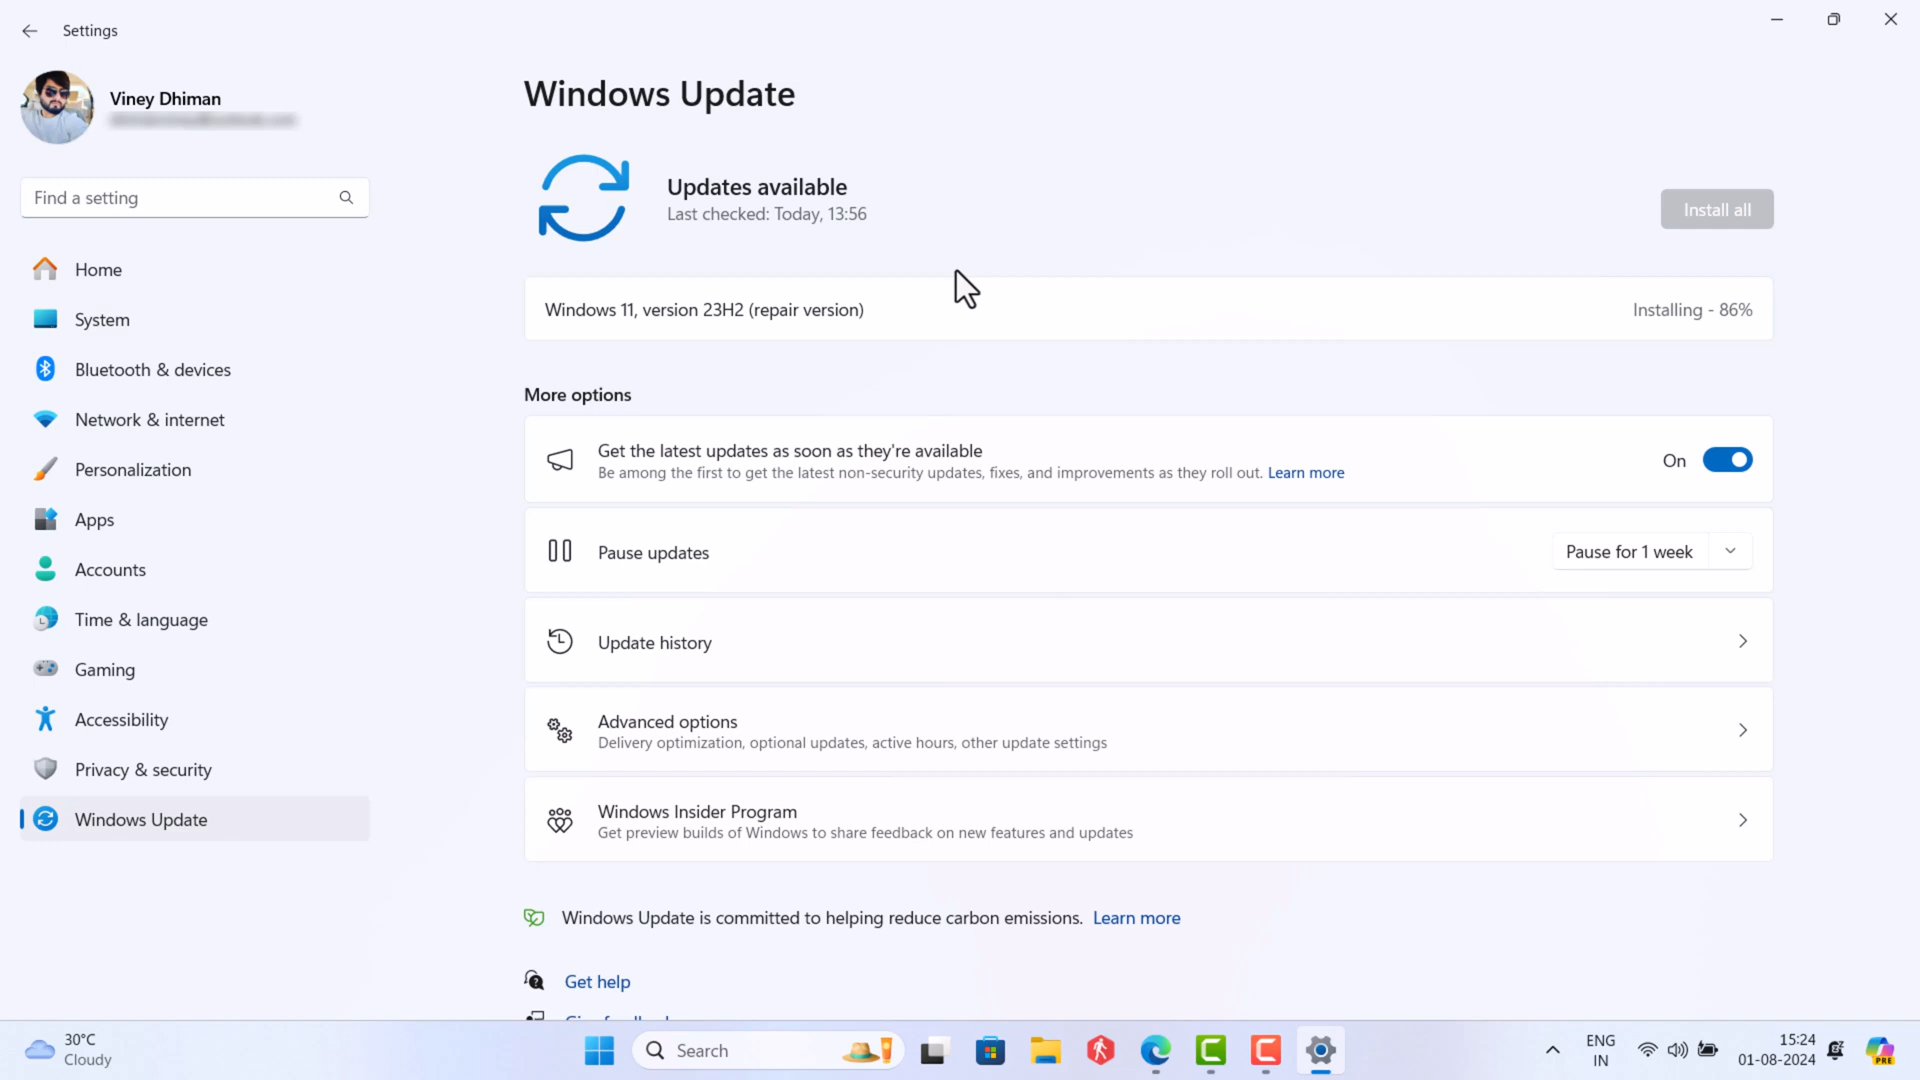 Settings
Viney Dhiman
Find a setting
Home
System
Bluetooth & devices
Network & internet
Personalization
Apps
Accounts
Time & language
Gaming
Accessibility
Privacy & security
Windows Update
Windows Update
Updates available
Last checked: Today, 13:56
Install all
Windows 11, version 23H2 (repair version)
Installing - 86%
More options
Get the latest updates as soon as they're available
Be among the first to get the latest non-security updates, fixes, and improvements as they roll out. Learn more
On
Pause updates
Pause for 1 week
Update history
Advanced options
Delivery optimization, optional updates, active hours, other update settings
Windows Insider Program
Get preview builds of Windows to share feedback on new features and updates
Windows Update is committed to helping reduce carbon emissions. Learn more
Get help
30°C
Cloudy
Search
ENG
IN
15:24
01-08-2024
PRE